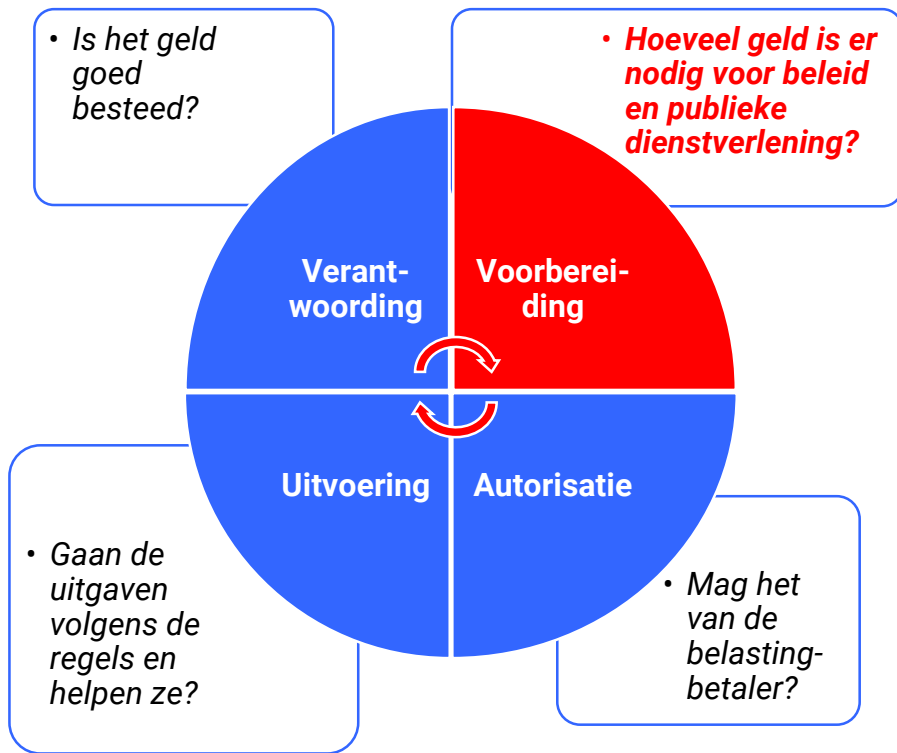 • Is het geld
goed
besteed?
• Hoeveel geld is er
nodig voor beleid
en publieke
dienstverlening?
Verant-
woording
Voorberei-
ding
Uitvoering
Autorisatie
• Gaan de
uitgaven
volgens de
regels en
helpen ze?
• Mag het
van de
belasting-
betaler?